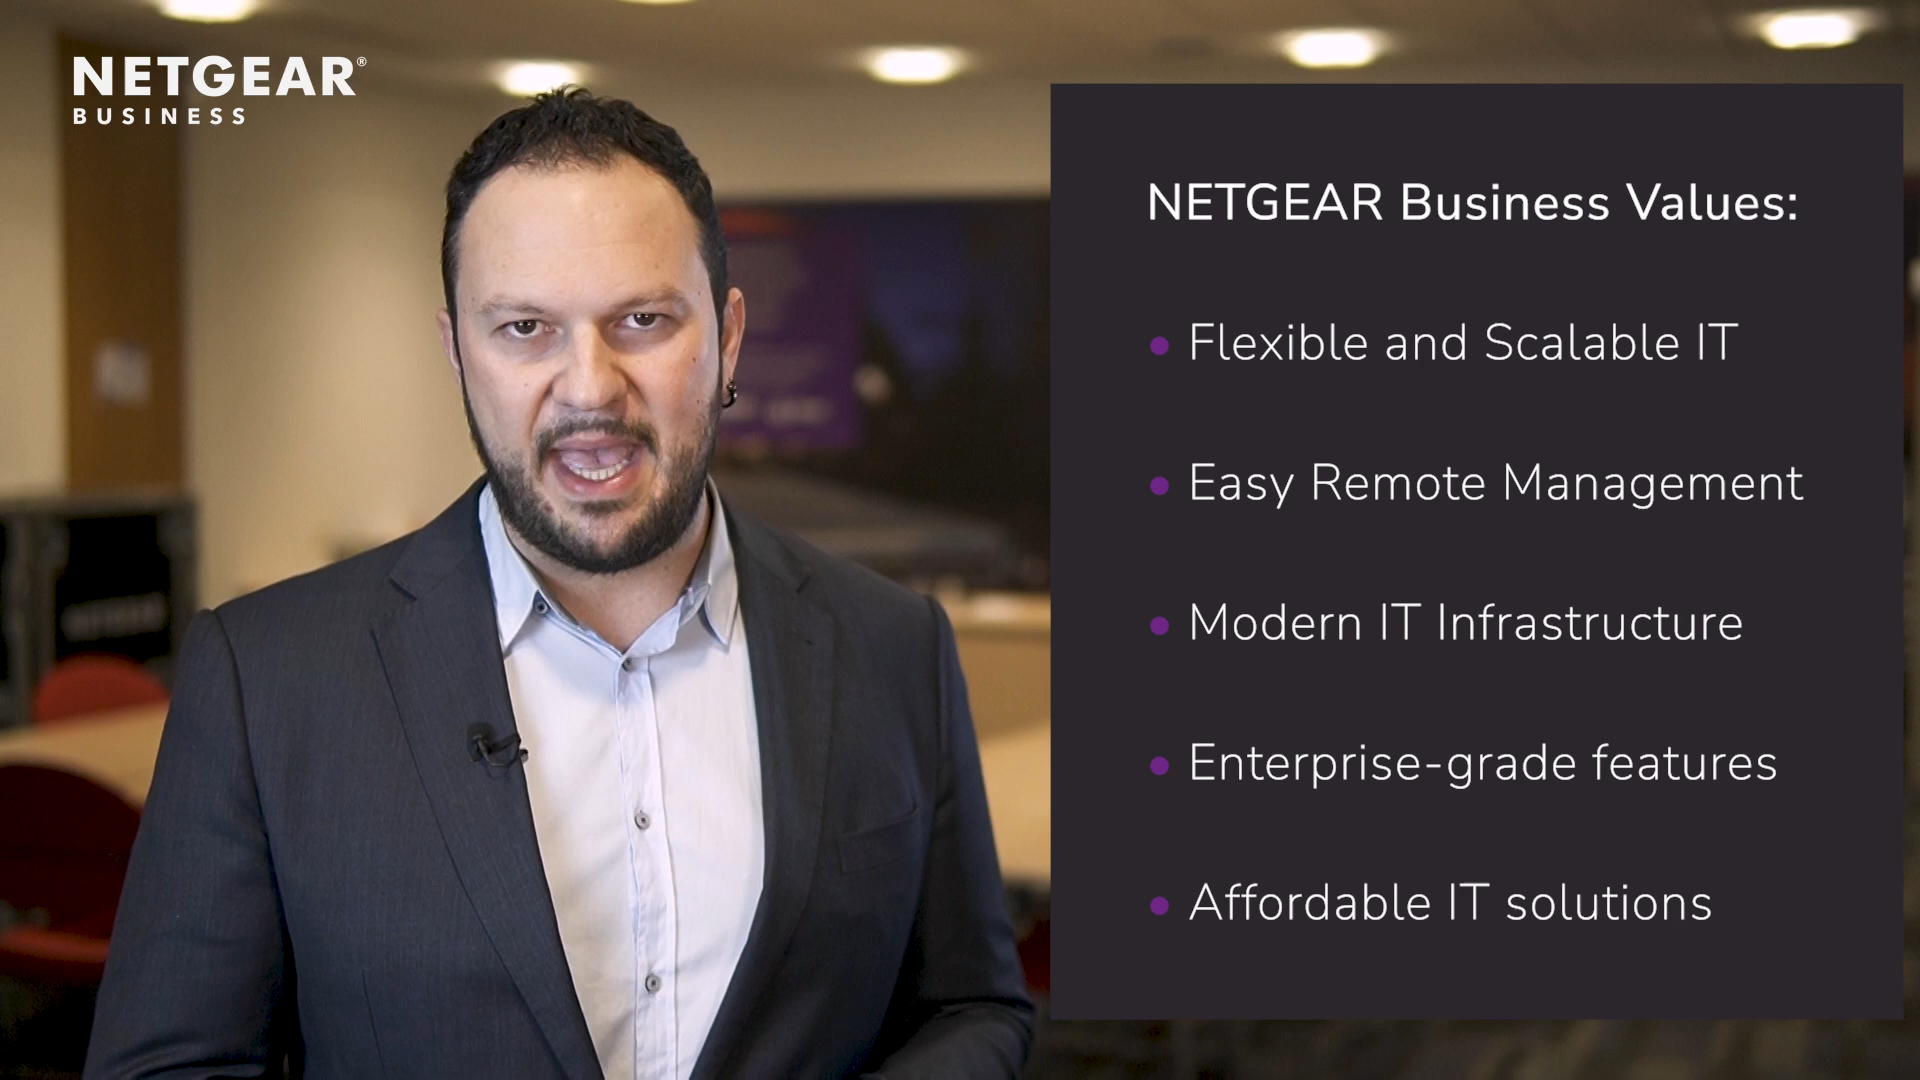 NETGEAR®
BUSINESS
NETGEAR Business Values:
• Flexible and Scalable IT
• Easy Remote Management
• Modern IT Infrastructure
• Enterprise-grade features
• Affordable IT solutions
NETGEAR